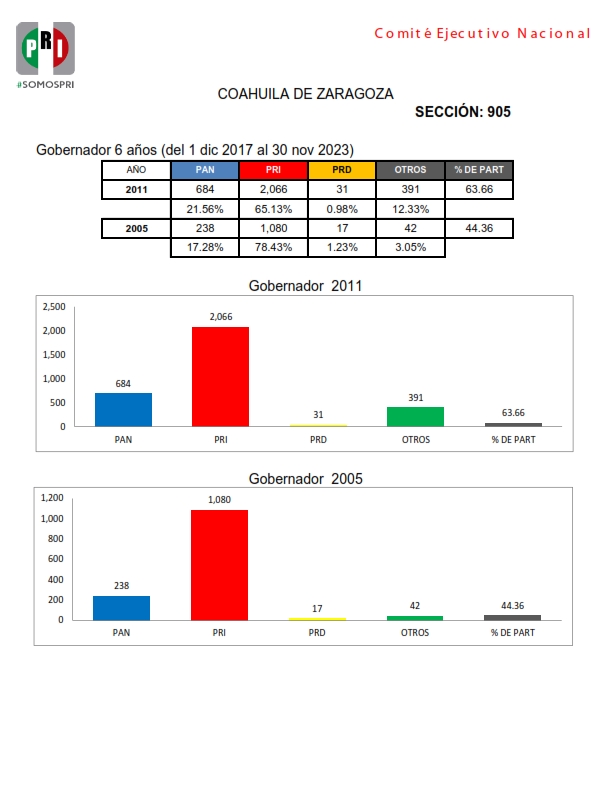 PRI
#SOMOSPRI
Comité Ejecutivo Nacional
COAHUILA DE ZARAGOZA
SECCIÓN: 905
Gobernador 6 años (del 1 dic 2017 al 30 nov 2023)
AÑO PAN PRI PRD OTROS % DE PART
2011 684 2,066 31 391 63.66
21.56% 65.13% 0.98% 12.33%
2005 238 1,080 17 42 44.36
17.28% 78.43% 1.23% 3.05%
Gobernador 2011
2,500
2,000
1,500
1,000
500
0
684
2,066
31
391
63.66
PAN PRI PRD OTROS % DE PART
Gobernador 2005
1,200
1,000
800
600
400
200
0
238
1,080
17
42
44.36
PAN PRI PRD OTROS % DE PART